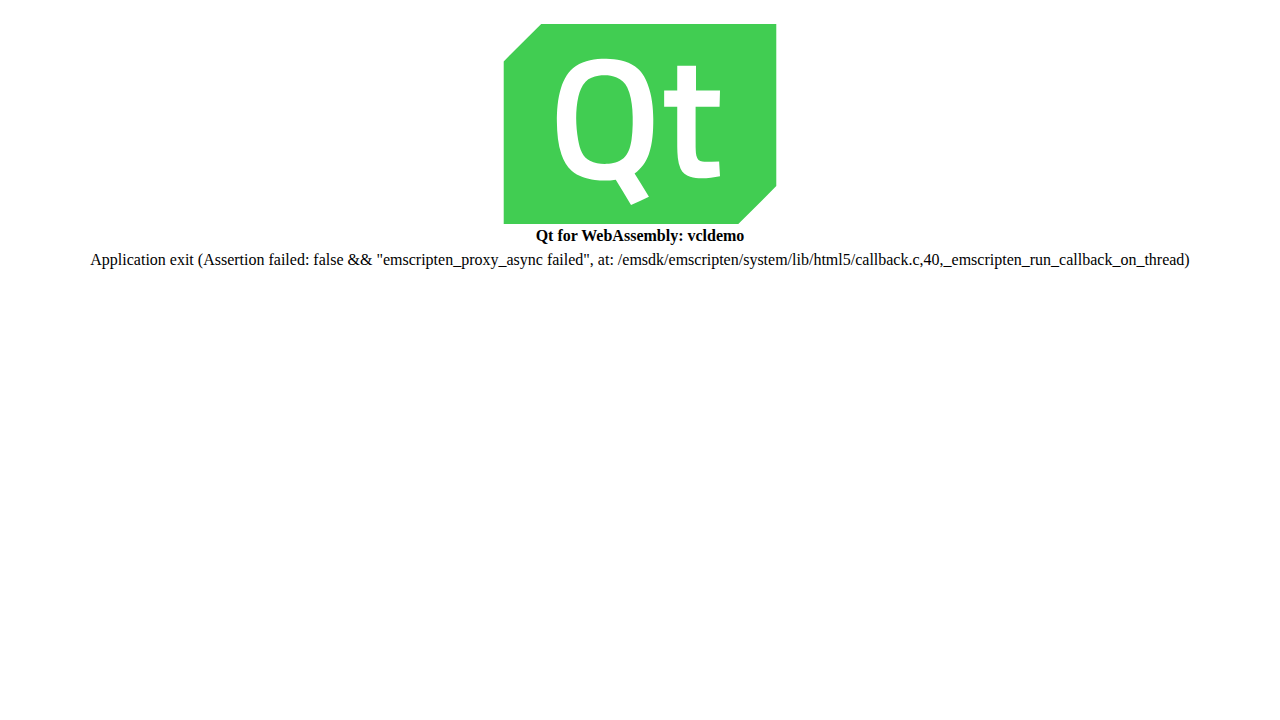 Qt
Qt for WebAssembly: vcldemo
Application exit (Assertion failed: false && "emscripten_proxy_async failed", at: /emsdk/emscripten/system/lib/html5/callback.c,40,_emscripten_run_callback_on_thread)